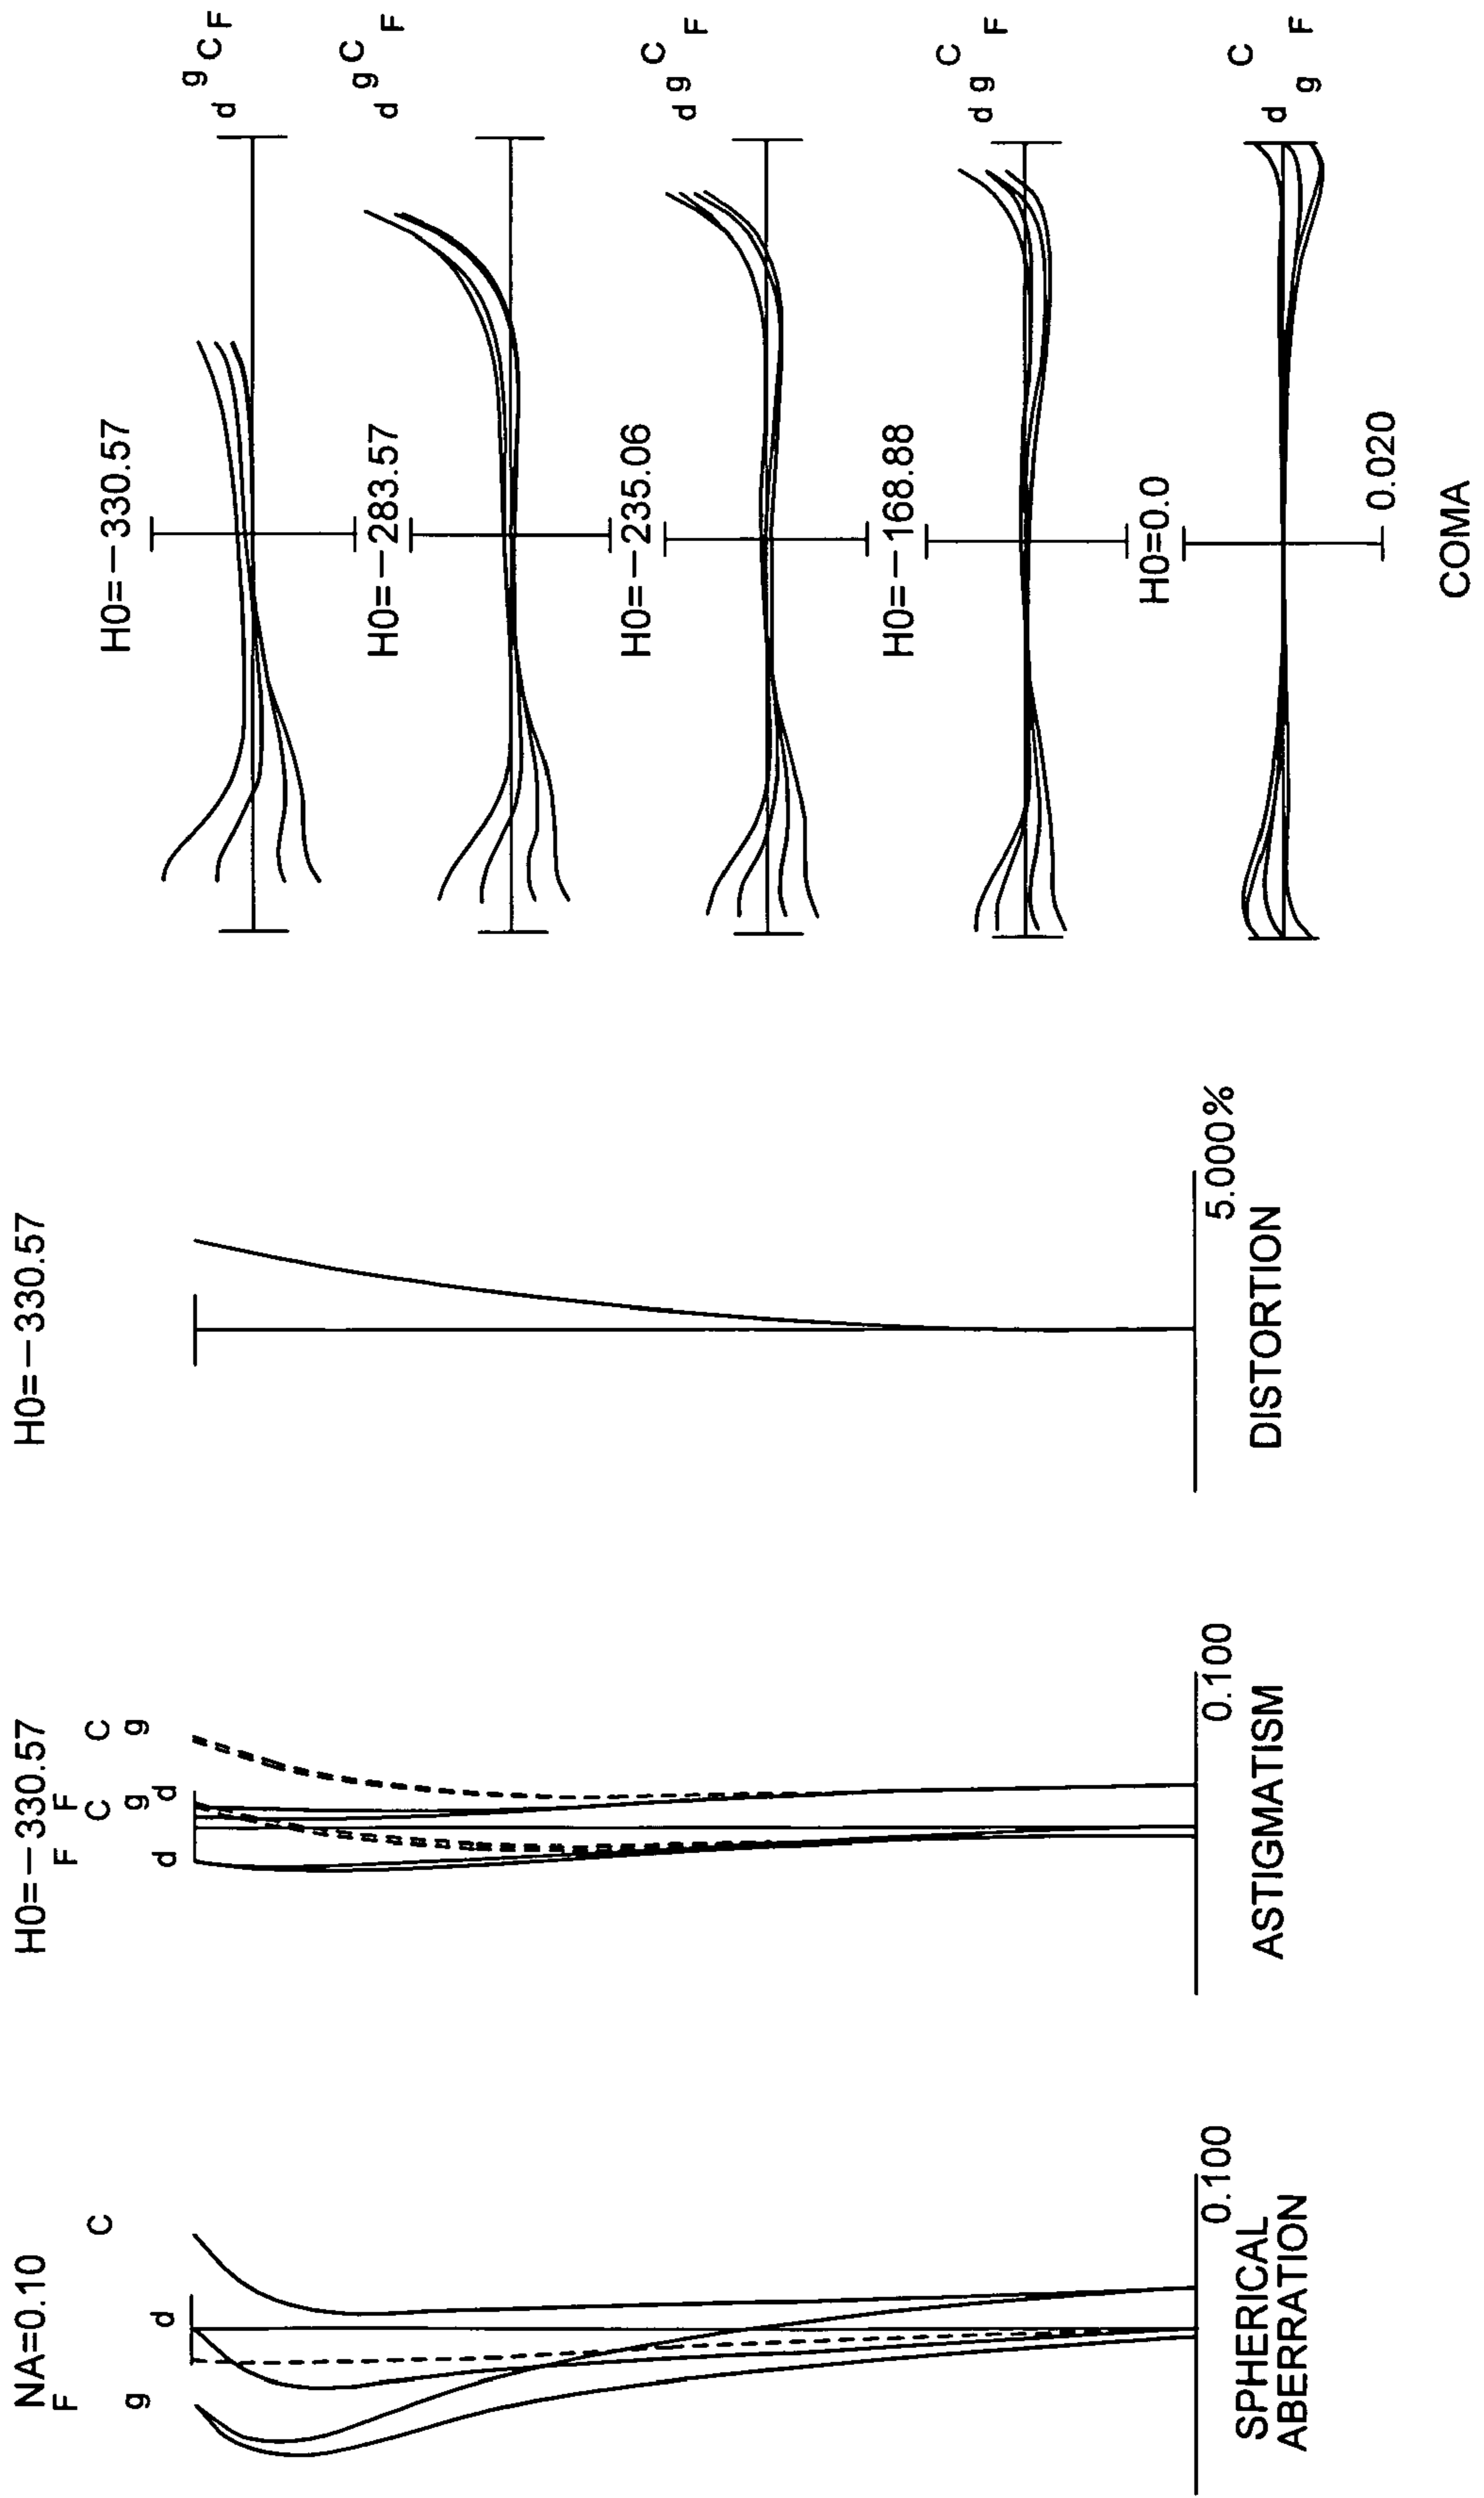 NA=0.10
F
g
d
C
0.100
SPHERICAL
ABERRATION
H0=−330.57
F F
C C
d g g
d
0.100
ASTIGMATISM
H0=−330.57
5.000%
DISTORTION
H0=−330.57
g
C F
d
H0=−283.57
C
g F
d
H0=−235.06
C
g F
d
H0=−168.88
C
g F
d
H0=0.0
C
g F
d
0.020
COMA